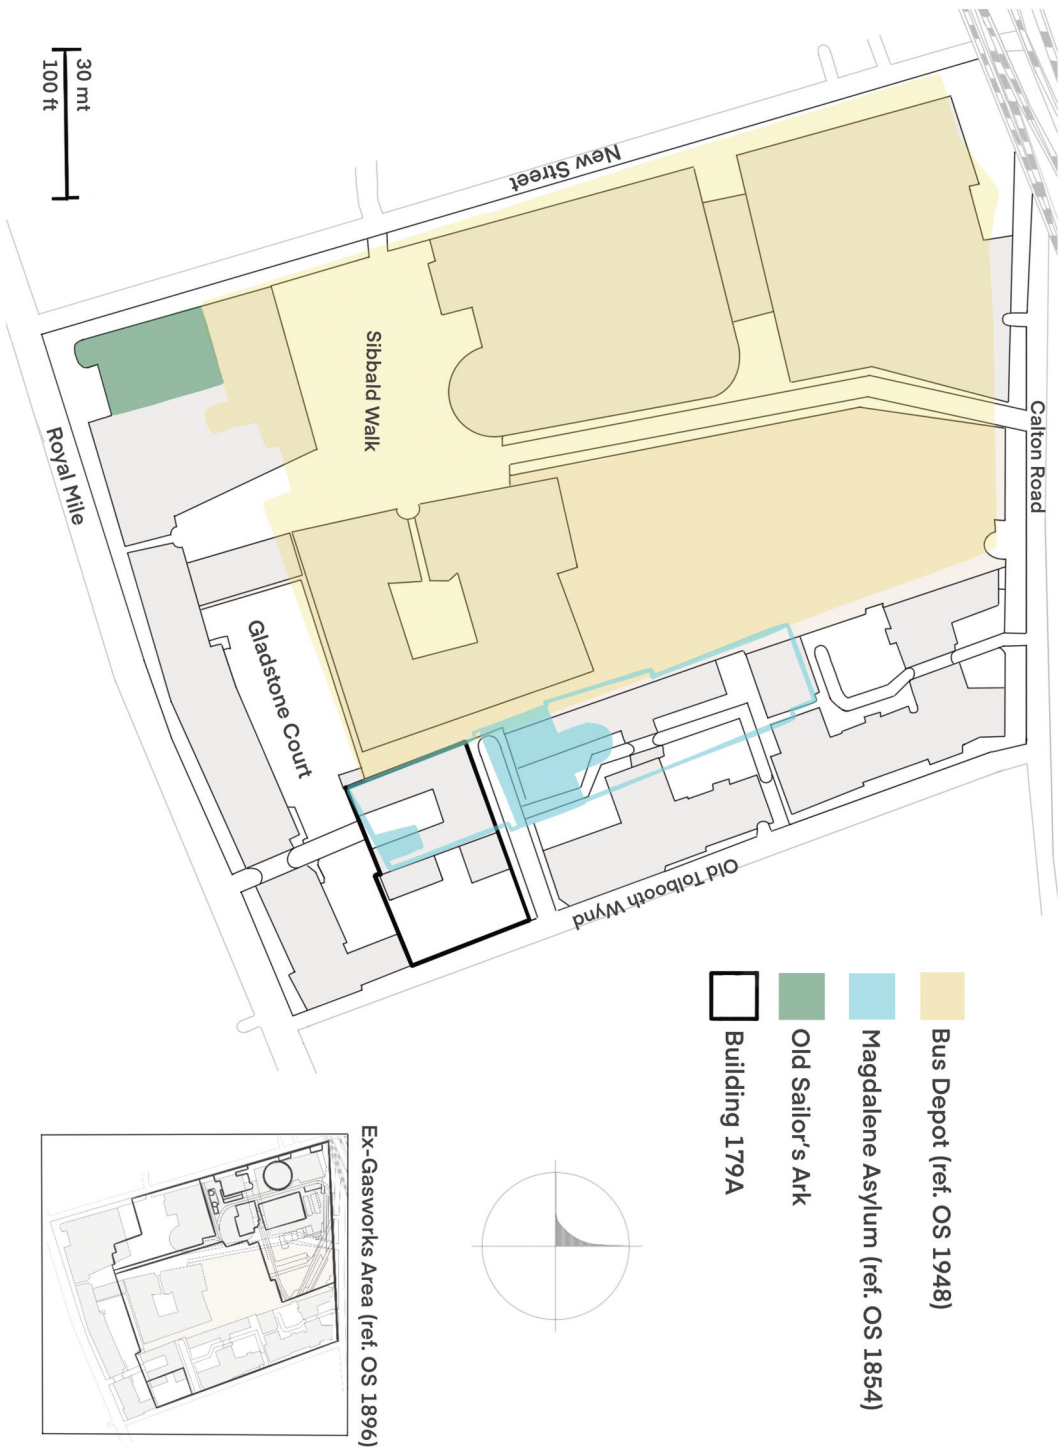 Calton Road
New Street
Sibbald Walk
Old Tolbooth Wynd
Gladstone Court
Royal Mile
30 mt
100 ft
Bus Depot (ref. OS 1948)
Magdalene Asylum (ref. OS 1854)
Old Sailor's Ark
Building 179A
Ex-Gasworks Area (ref. OS 1896)